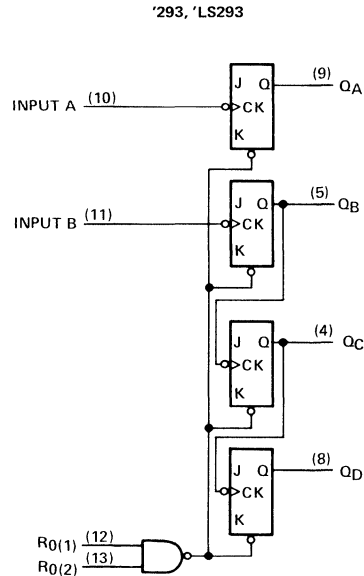 '293, 'LS293
J Q (9) QA
INPUT A (10) CK
K
J Q (5) QB
INPUT B (11) CK
K
J Q (4) QC
CK
K
J Q (8) QD
CK
K
R0(1) (12)
R0(2) (13)